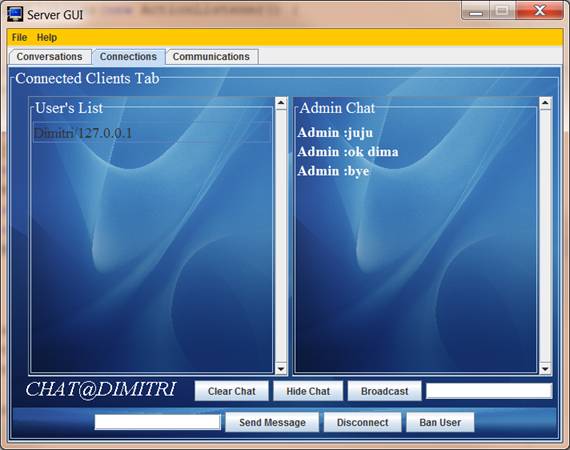 Server GUI
File Help
Conversations Connections Communications
Connected Clients Tab
User's List
Dimitri/127.0.0.1
Admin Chat
Admin :juju
Admin :ok dima
Admin :bye
CHAT@DIMITRI Clear Chat Hide Chat Broadcast
Send Message Disconnect Ban User